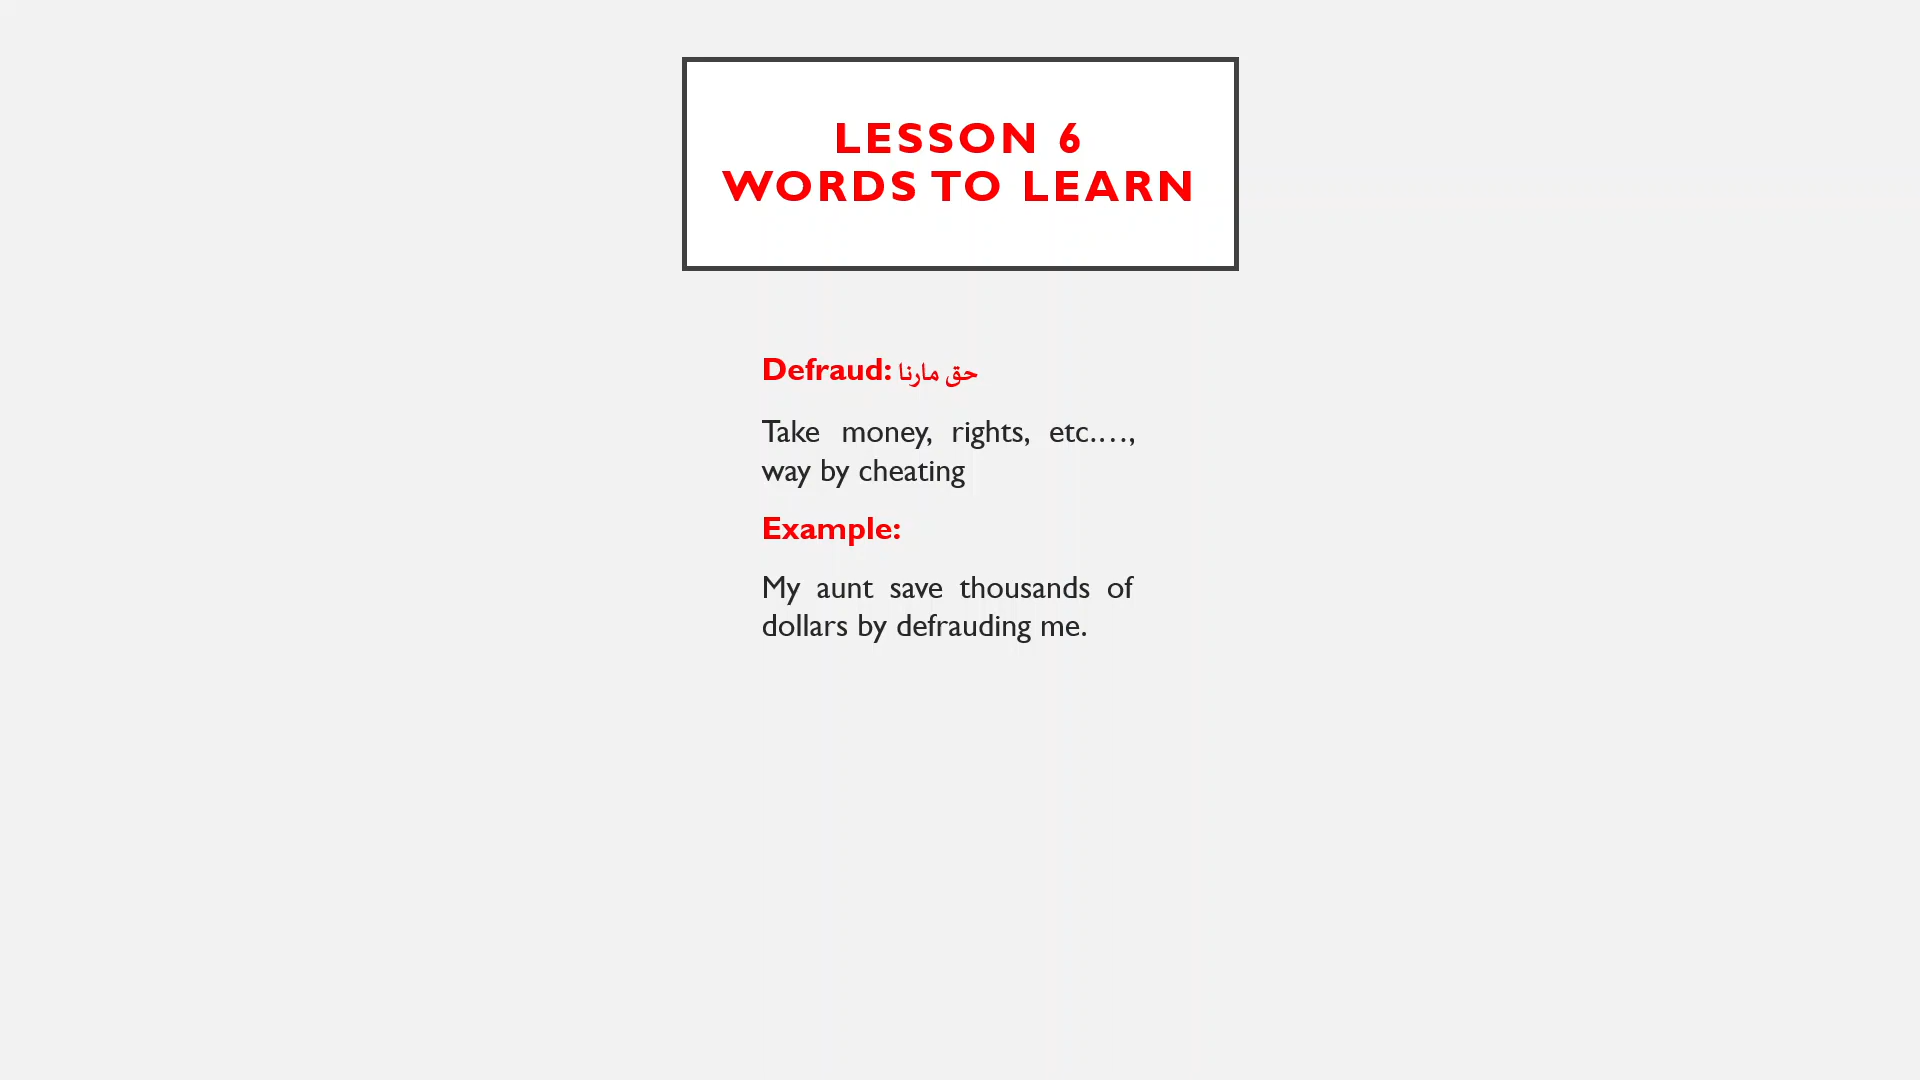 LESSON 6
WORDS TO LEARN
Defraud: حق مارنا
Take money, rights, etc.…,
way by cheating
Example:
My aunt save thousands of
dollars by defrauding me.